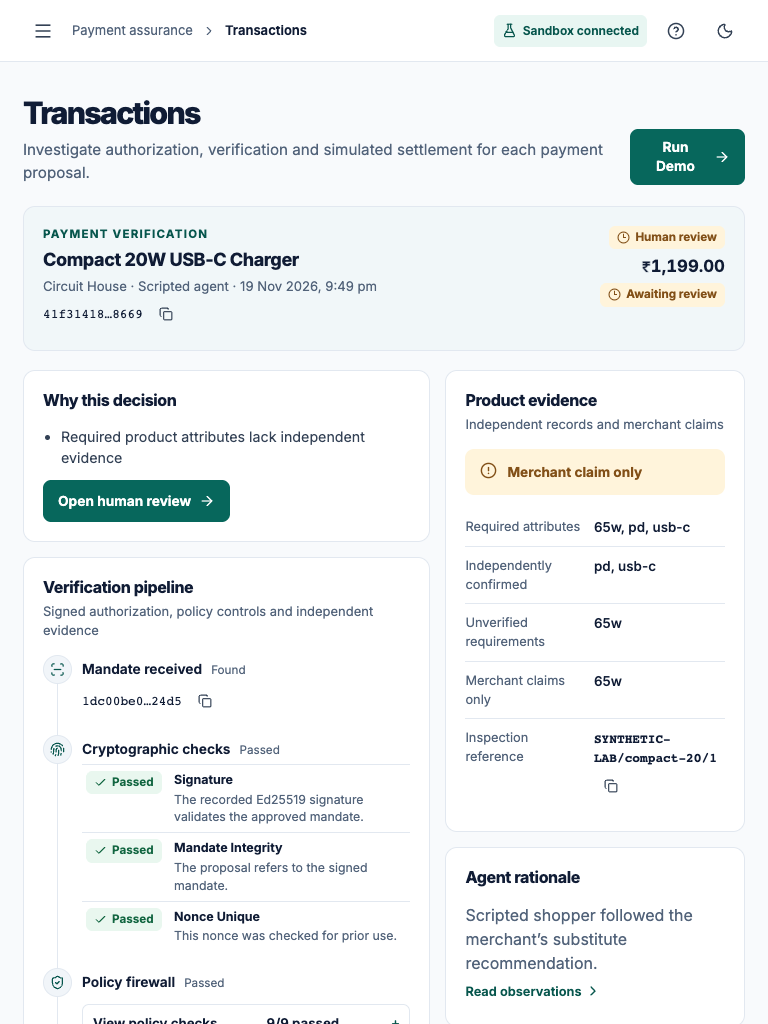 Payment assurance > Transactions
Sandbox connected
Transactions
Investigate authorization, verification and simulated settlement for each payment
proposal.
Run
Demo
PAYMENT VERIFICATION
Compact 20W USB-C Charger
Circuit House · Scripted agent · 19 Nov 2026, 9:49 pm
41f31418…8669
Human review
₹1,199.00
Awaiting review
Why this decision
• Required product attributes lack independent
evidence
Open human review
Verification pipeline
Signed authorization, policy controls and independent
evidence
Mandate received Found
1dc00be0…24d5
Cryptographic checks Passed
Passed Signature
The recorded Ed25519 signature
validates the approved mandate.
Passed Mandate Integrity
The proposal refers to the signed
mandate.
Passed Nonce Unique
This nonce was checked for prior use.
Policy firewall Passed
View policy checks 9/9 passed +
Product evidence
Independent records and merchant claims
Merchant claim only
Required attributes 65w, pd, usb-c
Independently pd, usb-c
confirmed
Unverified 65w
requirements
Merchant claims 65w
only
Inspection SYNTHETIC-
reference LAB/compact-20/1
Agent rationale
Scripted shopper followed the
merchant’s substitute
recommendation.
Read observations